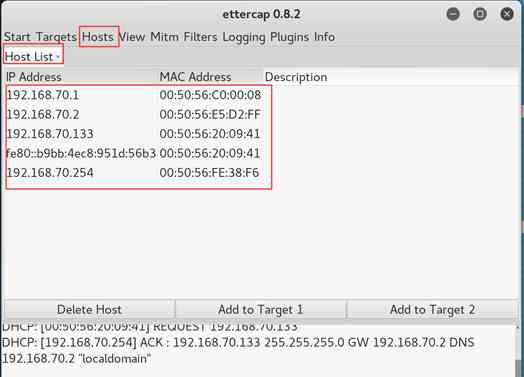 ettercap 0.8.2
Start Targets Hosts View Mitm Filters Logging Plugins Info
Host List
IP Address MAC Address Description
192.168.70.1 00:50:56:C0:00:08
192.168.70.2 00:50:56:E5:D2:FF
192.168.70.133 00:50:56:20:09:41
fe80::b9bb:4ec8:951d:56b3 00:50:56:20:09:41
192.168.70.254 00:50:56:FE:38:F6
Delete Host Add to Target 1 Add to Target 2
DHCP: [00:50:56:20:09:41] REQUEST 192.168.70.133
DHCP: [192.168.70.254] ACK : 192.168.70.133 255.255.255.0 GW 192.168.70.2 DNS
192.168.70.2 "localdomain"